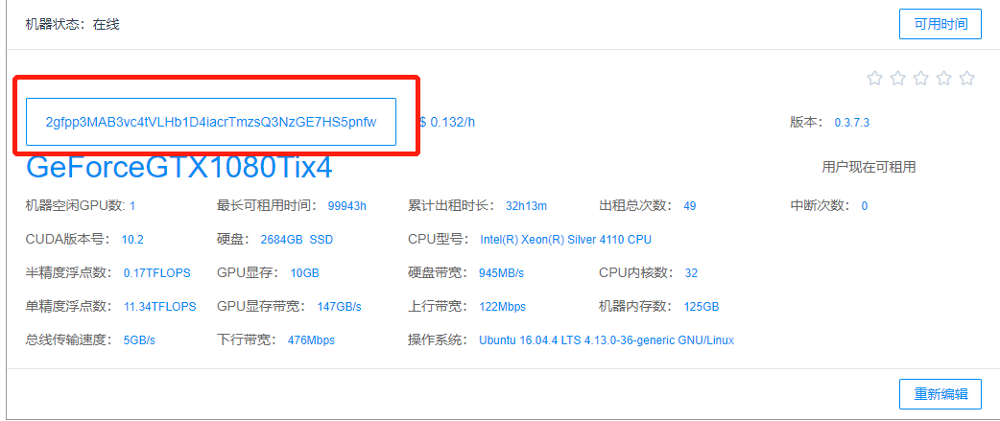 机器状态：在线 可用时间
2gfpp3MAB3vc4tVLHb1D4iacrTmzsQ3NzGE7HS5pnfw $ 0.132/h 版本： 0.3.7.3
GeForceGTX1080Tix4 用户现在可租用
机器空闲GPU数: 1 最长可租用时间： 99943h 累计出租时长： 32h13m 出租总次数： 49 中断次数： 0
CUDA版本号： 10.2 硬盘： 2684GB SSD CPU型号： Intel(R) Xeon(R) Silver 4110 CPU
半精度浮点数： 0.17TFLOPS GPU显存： 10GB 硬盘带宽： 945MB/s CPU内核数： 32
单精度浮点数： 11.34TFLOPS GPU显存带宽： 147GB/s 上行带宽： 122Mbps 机器内存数： 125GB
总线传输速度： 5GB/s 下行带宽： 476Mbps 操作系统： Ubuntu 16.04.4 LTS 4.13.0-36-generic GNU/Linux
重新编辑